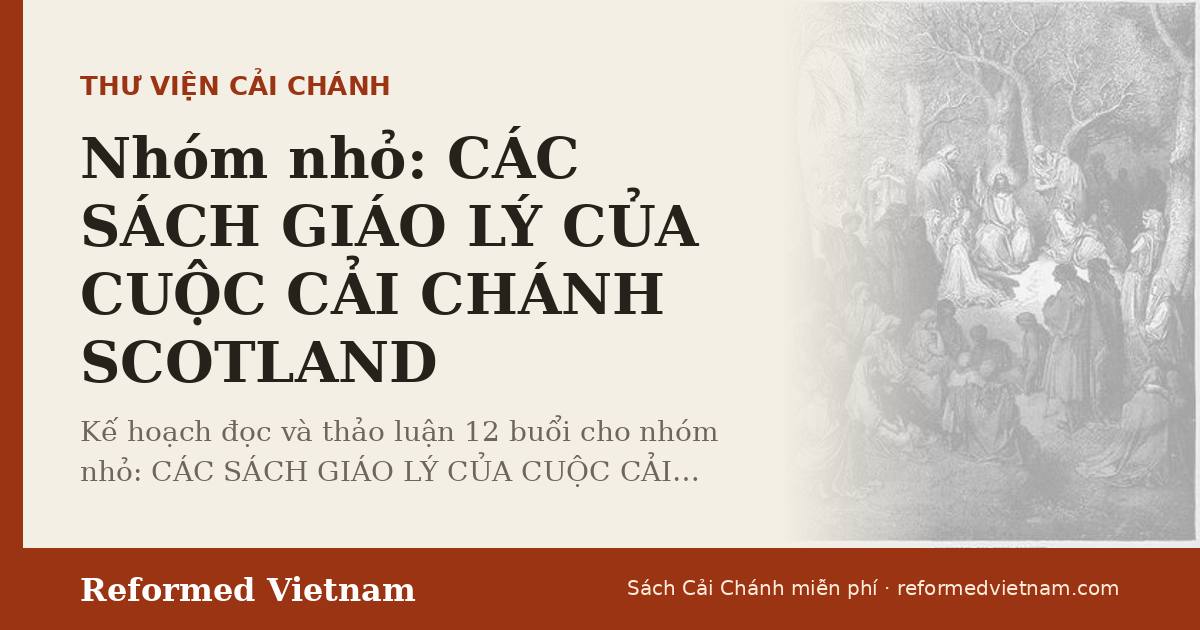 THƯ VIỆN CẢI CHÁNH
Nhóm nhỏ: CÁC
SÁCH GIÁO LÝ CỦA
CUỘC CẢI CHÁNH
SCOTLAND
Kế hoạch đọc và thảo luận 12 buổi cho nhóm
nhỏ: CÁC SÁCH GIÁO LÝ CỦA CUỘC CẢI…
Reformed Vietnam
Sách Cải Chánh miễn phí · reformedvietnam.com